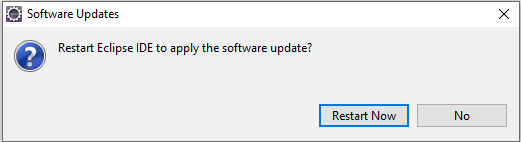 Software Updates
Restart Eclipse IDE to apply the software update?
Restart Now
No